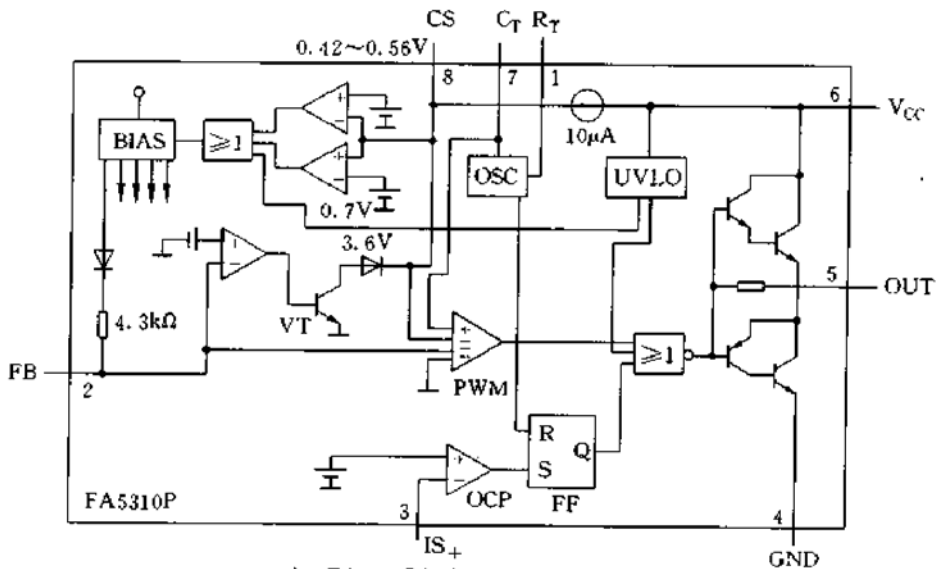 CS C_T R_T
0.42~0.56V
8 7 1
6 V_CC
10μA
BIAS ≥1 + − + −
OSC UVLO
0.7V
3.6V
− −
5 OUT
4.3kΩ
VT
+
≥1
FB
2
PWM
R Q
S
+ −
OCP
FF
FA5310P
3 4
IS+
GND